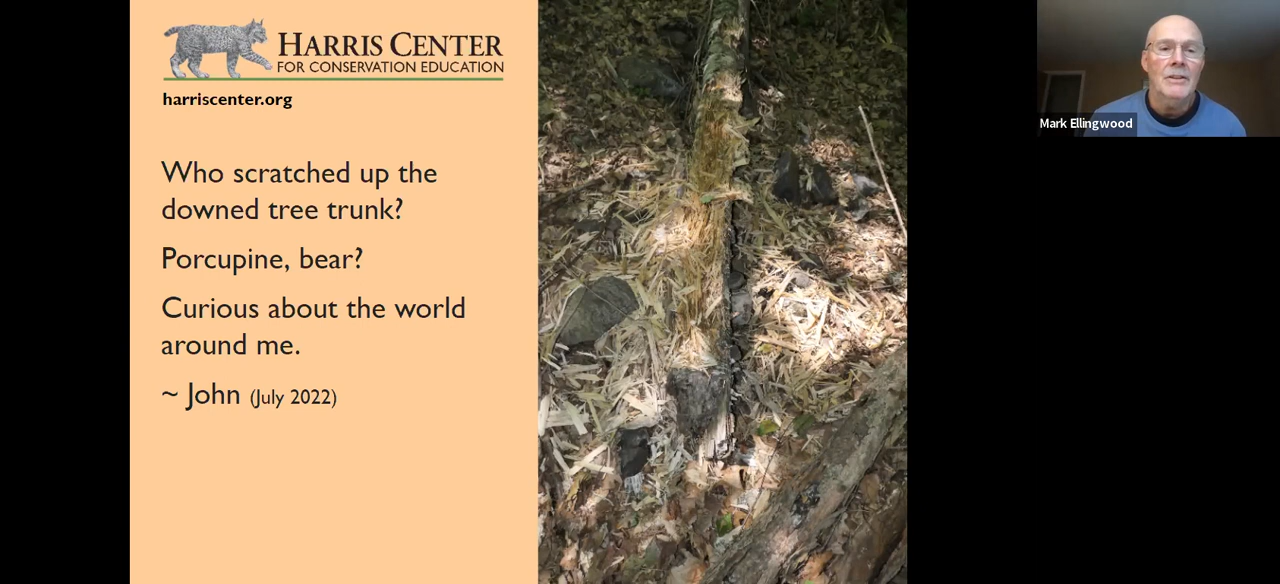 HARRIS CENTER
FOR CONSERVATION EDUCATION
harriscenter.org
Who scratched up the
downed tree trunk?
Porcupine, bear?
Curious about the world
around me.
~ John (July 2022)
Mark Ellingwood